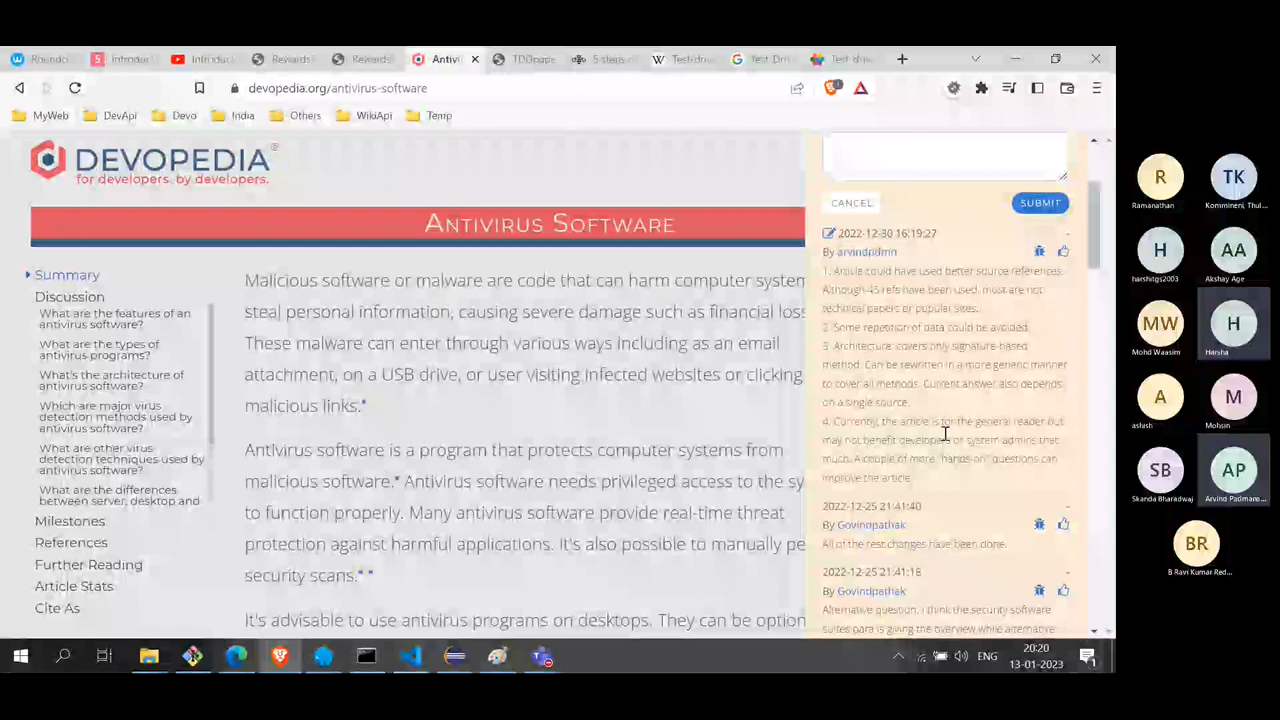 Rewards
Rewards
Antivi
5 steps
devopedia.org/antivirus-software
MyWeb
DevApi
Devo
India
Others
WikiApi
Temp
DEVOPEDIA
for developers. by developers.
ANTIVIRUS SOFTWARE
Summary
Discussion
What are the features of an
antivirus software?
What are the types of
antivirus programs?
What's the architecture of
antivirus software?
Which are major virus
detection methods used by
antivirus software?
What are other virus
detection techniques used by
antivirus software?
What are the differences
between server, desktop and
Milestones
References
Further Reading
Article Stats
Cite As
Malicious software or malware are code that can harm computer system
steal personal information, causing severe damage such as financial loss
These malware can enter through various ways including as an email
attachment, on a USB drive, or user visiting infected websites or clicking
malicious links.*
Antivirus software is a program that protects computer systems from
malicious software.* Antivirus software needs privileged access to the sy
to function properly. Many antivirus software provide real-time threat
protection against harmful applications. It's also possible to manually pe
security scans.* *
It's advisable to use antivirus programs on desktops. They can be option
CANCEL
SUBMIT
2022-12-30 16:19:27
-
By arvindpdmn
1. Article could have used better source references.
Although 45 refs have been used, most are not
technical papers or popular sites.
2. Some repetition of data could be avoided.
3. Architecture: covers only signature-based
method. Can be rewritten in a more generic manner
to cover all methods. Current answer also depends
on a single source.
4. Currently, the article is for the general reader but
may not benefit developers or system admins that
much. A couple of more "hands-on" questions can
improve the article.
2022-12-25 21:41:40
-
By Govindpathak
All of the rest changes have been done.
2022-12-25 21:41:18
-
By Govindpathak
Alternative question: I think the security software
suites para is giving the overview while alternative
ENG
20:20
13-01-2023
1
R
Ramanathan
TK
Kommineni, Thul...
H
harshitgs2003
AA
Akshay Age
MW
Mohd Waasim
H
Harsha
A
ashish
M
Mohsin
SB
Skanda Bharadwaj
AP
Arvind Padmana...
BR
B Ravi Kumar Red...